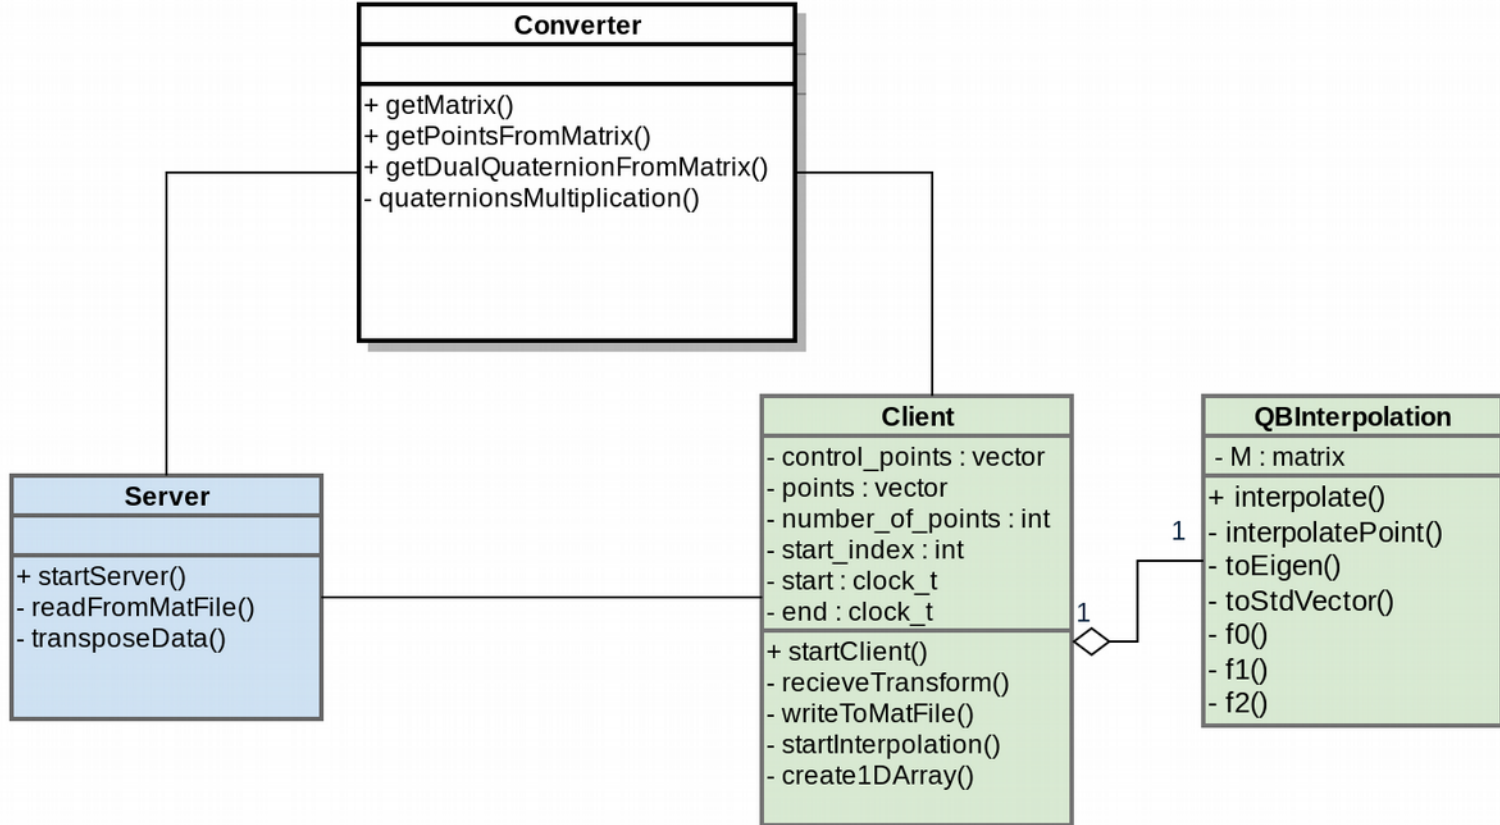 Converter
+ getMatrix()
+ getPointsFromMatrix()
+ getDualQuaternionFromMatrix()
- quaternionsMultiplication()
Server
+ startServer()
- readFromMatFile()
- transposeData()
Client
- control_points : vector
- points : vector
- number_of_points : int
- start_index : int
- start : clock_t
- end : clock_t
+ startClient()
- recieveTransform()
- writeToMatFile()
- startInterpolation()
- create1DArray()
1
1
QBInterpolation
- M : matrix
+ interpolate()
- interpolatePoint()
- toEigen()
- toStdVector()
- f0()
- f1()
- f2()